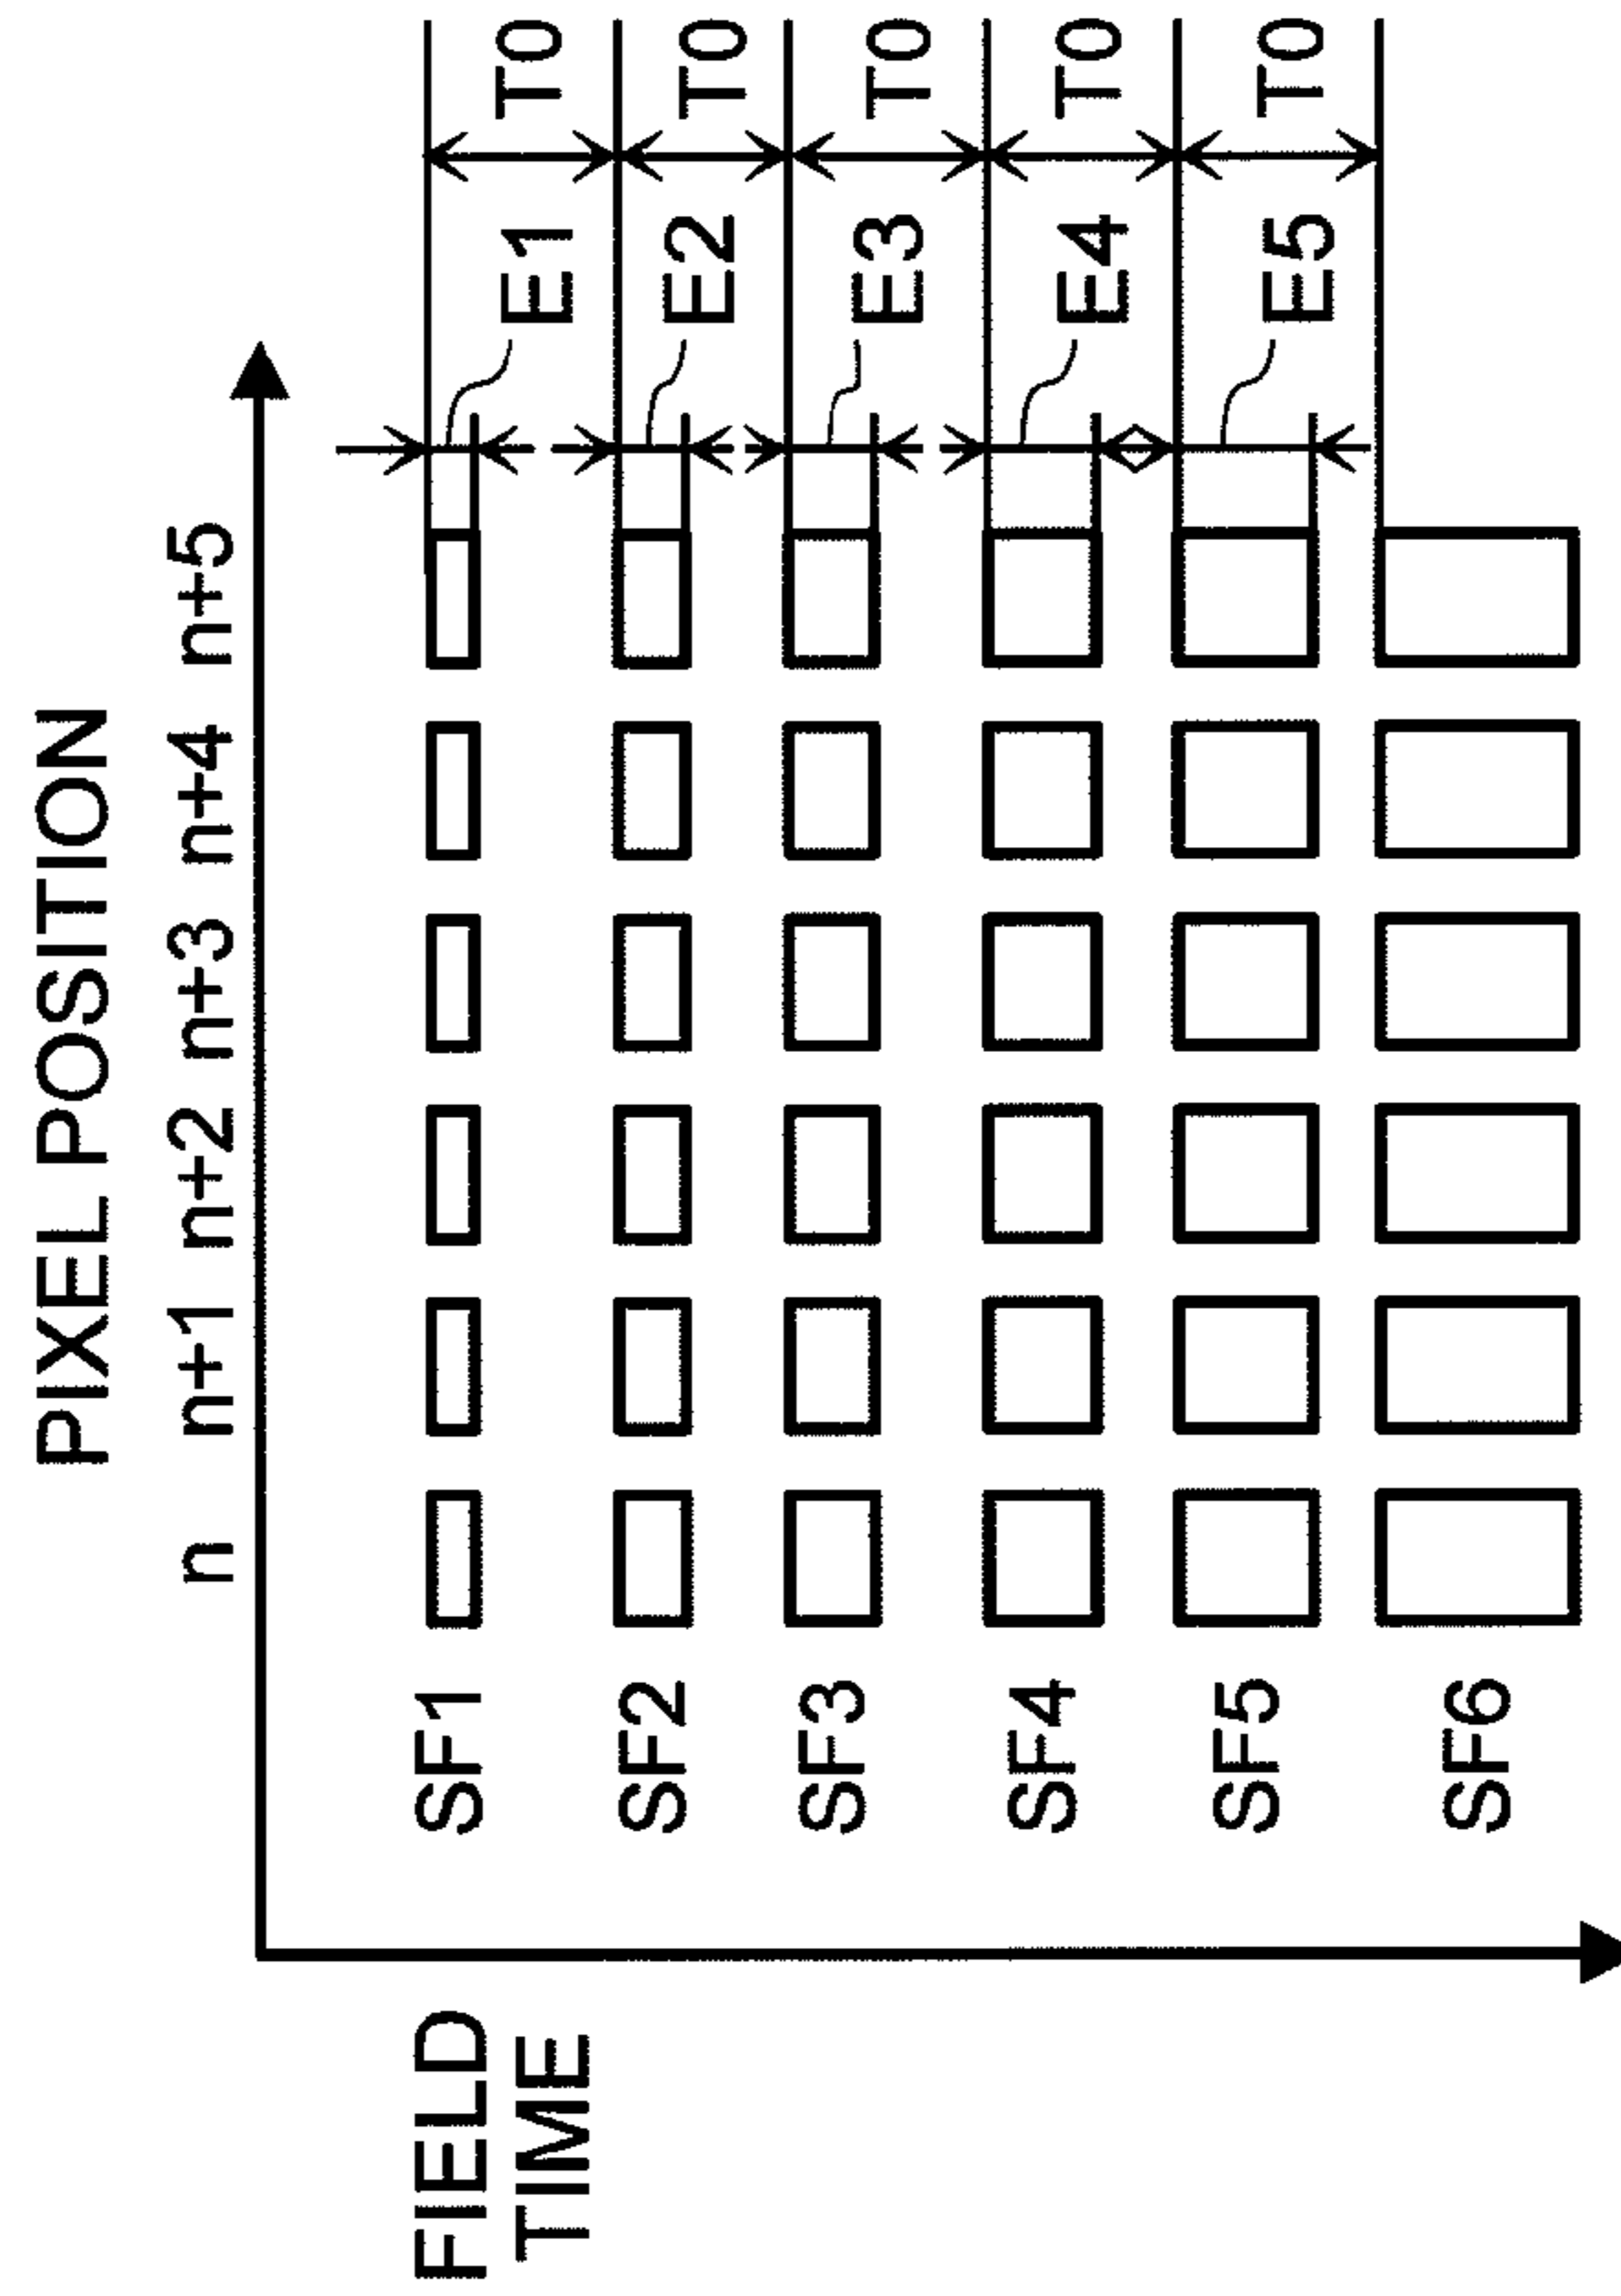 PIXEL POSITION
n n+1 n+2 n+3 n+4 n+5
FIELD
TIME
SF1
E1
T0
SF2
E2
T0
SF3
E3
T0
SF4
E4
T0
SF5
E5
T0
SF6